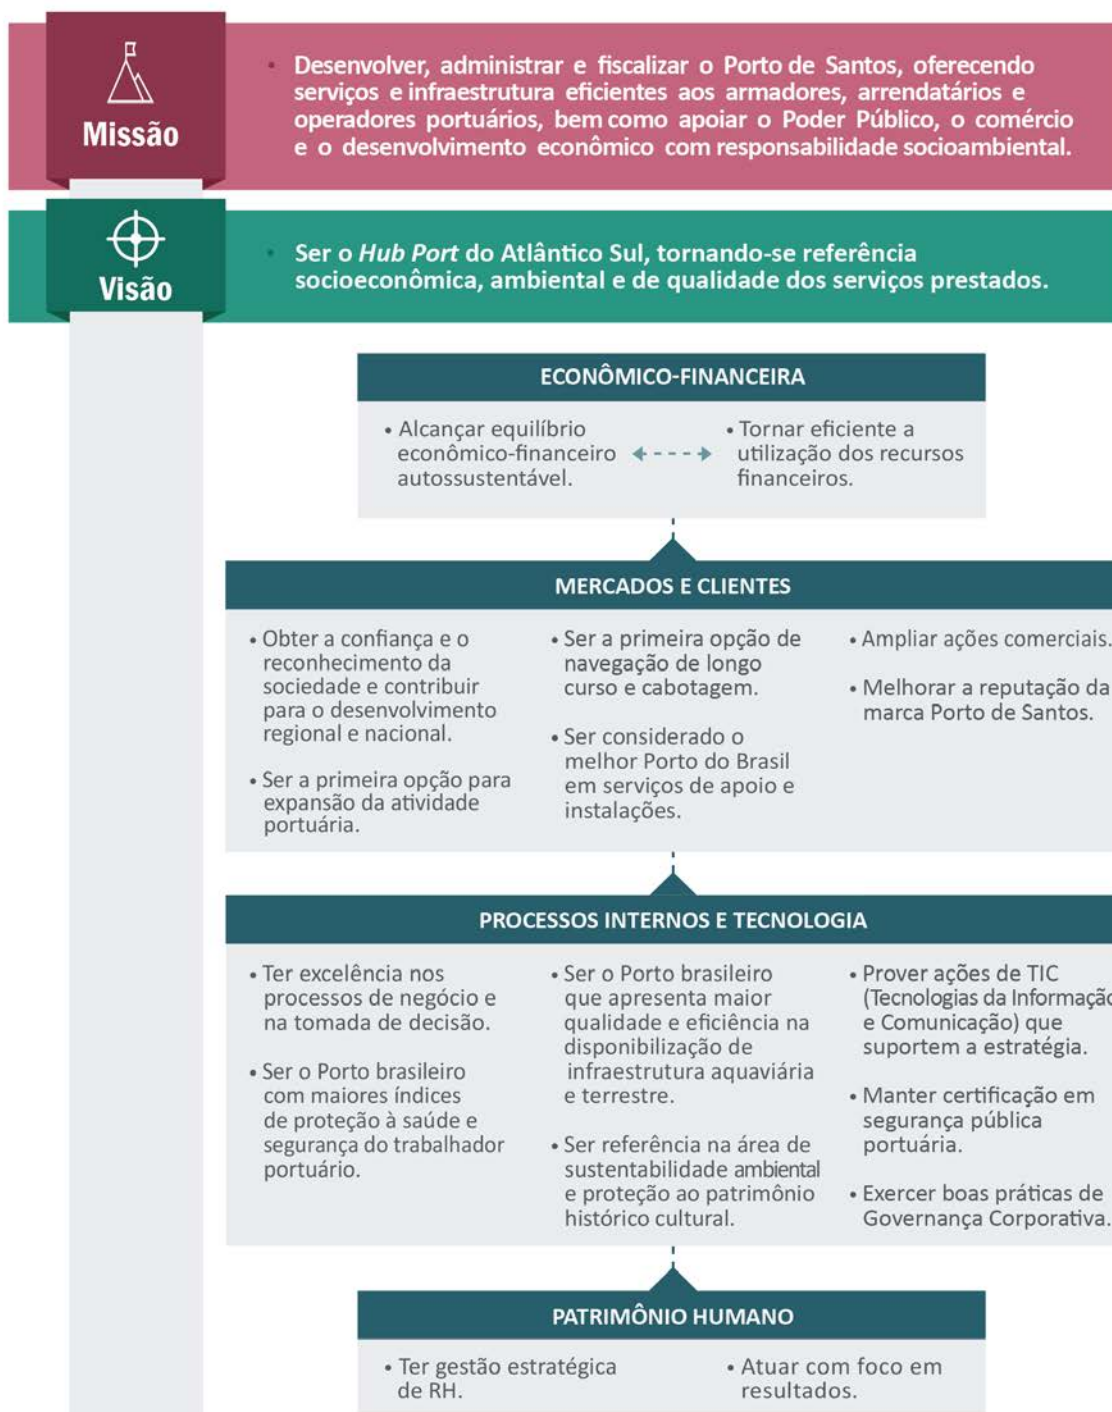 Missão
• Desenvolver, administrar e fiscalizar o Porto de Santos, oferecendo
serviços e infraestrutura eficientes aos armadores, arrendatários e
operadores portuários, bem como apoiar o Poder Público, o comércio
e o desenvolvimento econômico com responsabilidade socioambiental.
Visão
• Ser o Hub Port do Atlântico Sul, tornando-se referência
socioeconômica, ambiental e de qualidade dos serviços prestados.
ECONÔMICO-FINANCEIRA
• Alcançar equilíbrio
econômico-financeiro
autossustentável.
• Tornar eficiente a
utilização dos recursos
financeiros.
MERCADOS E CLIENTES
• Obter a confiança e o
reconhecimento da
sociedade e contribuir
para o desenvolvimento
regional e nacional.
• Ser a primeira opção para
expansão da atividade
portuária.
• Ser a primeira opção de
navegação de longo
curso e cabotagem.
• Ser considerado o
melhor Porto do Brasil
em serviços de apoio e
instalações.
• Ampliar ações comerciais.
• Melhorar a reputação da
marca Porto de Santos.
PROCESSOS INTERNOS E TECNOLOGIA
• Ter excelência nos
processos de negócio e
na tomada de decisão.
• Ser o Porto brasileiro
com maiores índices
de proteção à saúde e
segurança do trabalhador
portuário.
• Ser o Porto brasileiro
que apresenta maior
qualidade e eficiência na
disponibilização de
infraestrutura aquaviária
e terrestre.
• Ser referência na área de
sustentabilidade ambiental
e proteção ao patrimônio
histórico cultural.
• Prover ações de TIC
(Tecnologias da Informação
e Comunicação) que
suportem a estratégia.
• Manter certificação em
segurança pública
portuária.
• Exercer boas práticas de
Governança Corporativa.
PATRIMÔNIO HUMANO
• Ter gestão estratégica
de RH.
• Atuar com foco em
resultados.